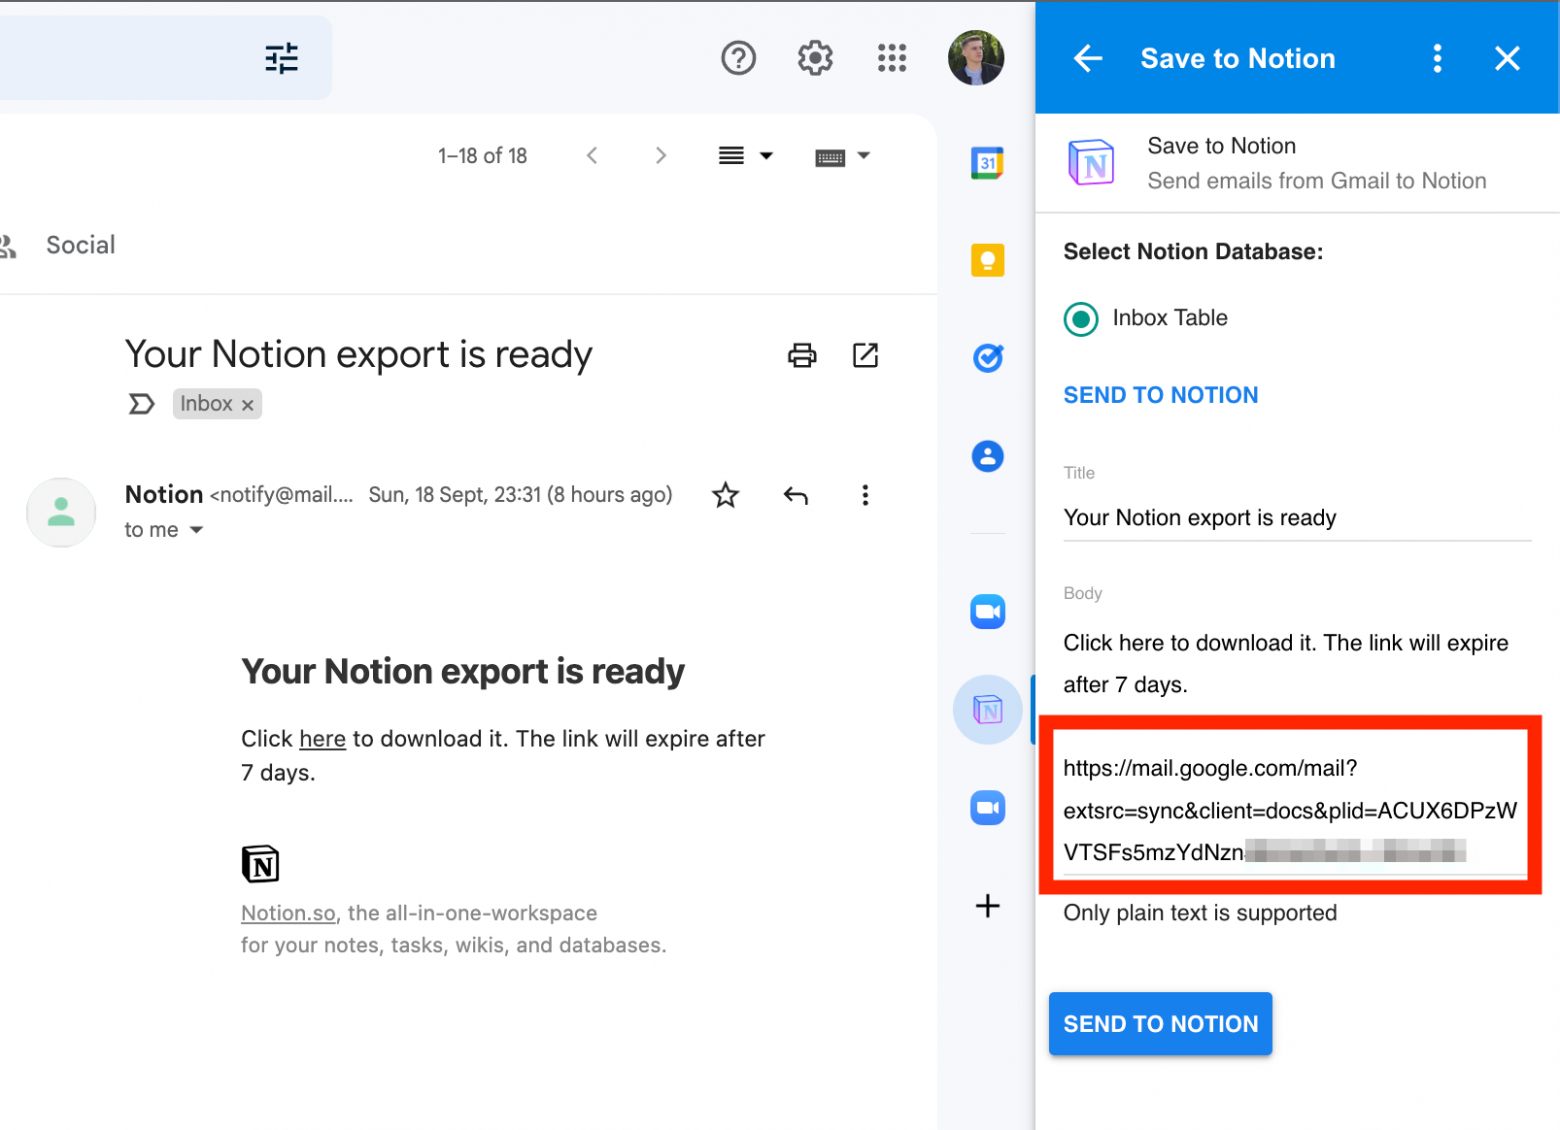 1–18 of 18
Social
Your Notion export is ready
Inbox ×
Notion <notify@mail.... Sun, 18 Sept, 23:31 (8 hours ago)
to me
Your Notion export is ready
Click here to download it. The link will expire after
7 days.
N
Notion.so, the all-in-one-workspace
for your notes, tasks, wikis, and databases.
31
N
Save to Notion
N
Save to Notion
Send emails from Gmail to Notion
Select Notion Database:
Inbox Table
SEND TO NOTION
Title
Your Notion export is ready
Body
Click here to download it. The link will expire
after 7 days.
https://mail.google.com/mail?
extsrc=sync&client=docs&plid=ACUX6DPzW
VTSFs5mzYdNzn
Only plain text is supported
SEND TO NOTION